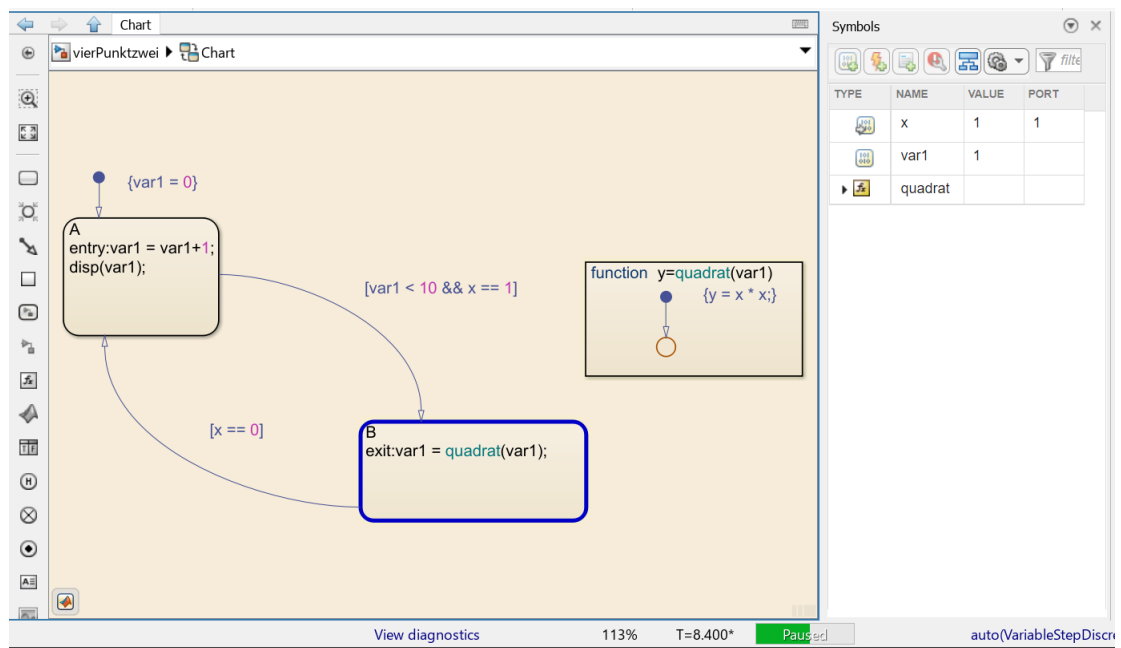 Chart
vierPunktzwei Chart
{var1 = 0}
A
entry:var1 = var1+1;
disp(var1);
[var1 < 10 && x == 1]
function y=quadrat(var1)
{y = x * x;}
[x == 0]
B
exit:var1 = quadrat(var1);
View diagnostics
113%
T=8.400*
Paused
auto(VariableStepDiscre
Symbols
filte
TYPE NAME VALUE PORT
x 1 1
var1 1
quadrat